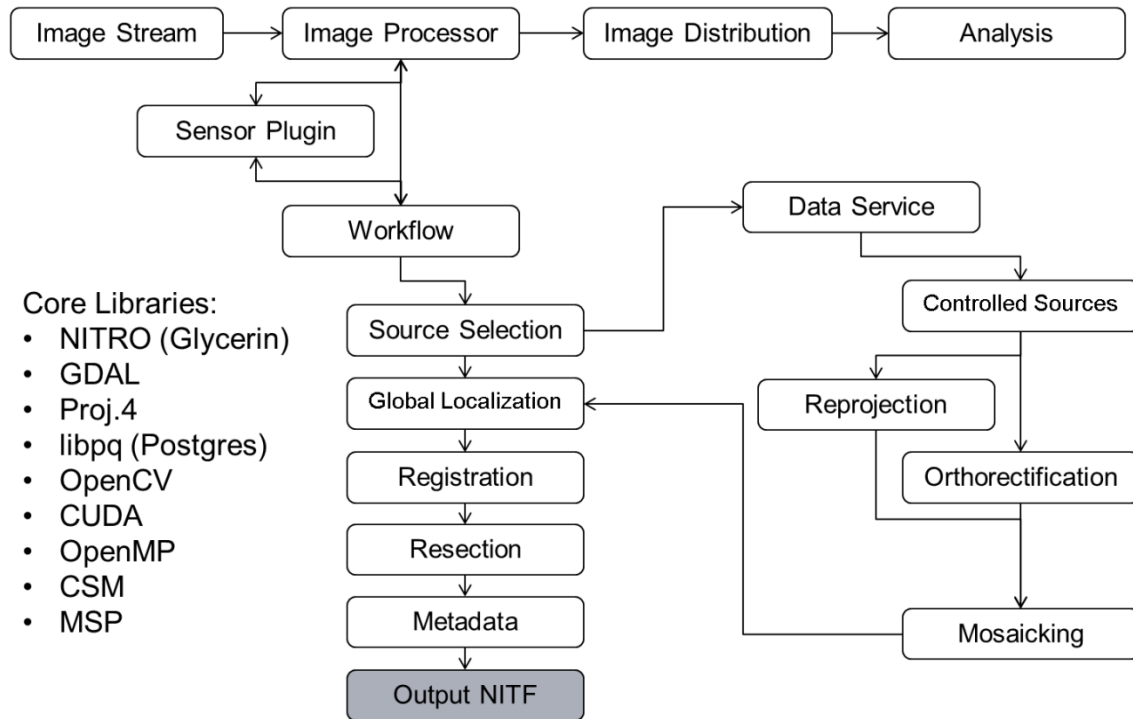 Image Stream
Image Processor
Image Distribution
Analysis
Sensor Plugin
Workflow
Data Service
Controlled Sources
Source Selection
Global Localization
Reprojection
Registration
Orthorectification
Resection
Metadata
Mosaicking
Output NITF
Core Libraries:
• NITRO (Glycerin)
• GDAL
• Proj.4
• libpq (Postgres)
• OpenCV
• CUDA
• OpenMP
• CSM
• MSP